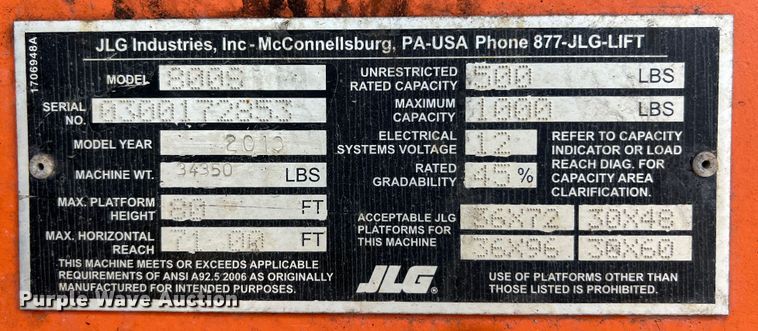 1706948A
JLG Industries, Inc - McConnellsburg, PA-USA Phone 877-JLG-LIFT
MODEL 800S
SERIAL NO. 0300172853
MODEL YEAR
MACHINE WT. 34350 LBS
MAX. PLATFORM HEIGHT 80 FT
MAX. HORIZONTAL REACH 71.00 FT
THIS MACHINE MEETS OR EXCEEDS APPLICABLE
REQUIREMENTS OF ANSI A92.5 2006 AS ORIGINALLY
MANUFACTURED FOR INTENDED PURPOSES.
UNRESTRICTED RATED CAPACITY 500 LBS
MAXIMUM CAPACITY 1000 LBS
ELECTRICAL SYSTEMS VOLTAGE 12
RATED GRADABILITY 45 %
REFER TO CAPACITY
INDICATOR OR LOAD
REACH DIAG. FOR
CAPACITY AREA
CLARIFICATION.
ACCEPTABLE JLG
PLATFORMS FOR
THIS MACHINE
36X72 30X48
36X96 30X60
JLG®
USE OF PLATFORMS OTHER THAN
THOSE LISTED IS PROHIBITED.
Purple Wave Auction